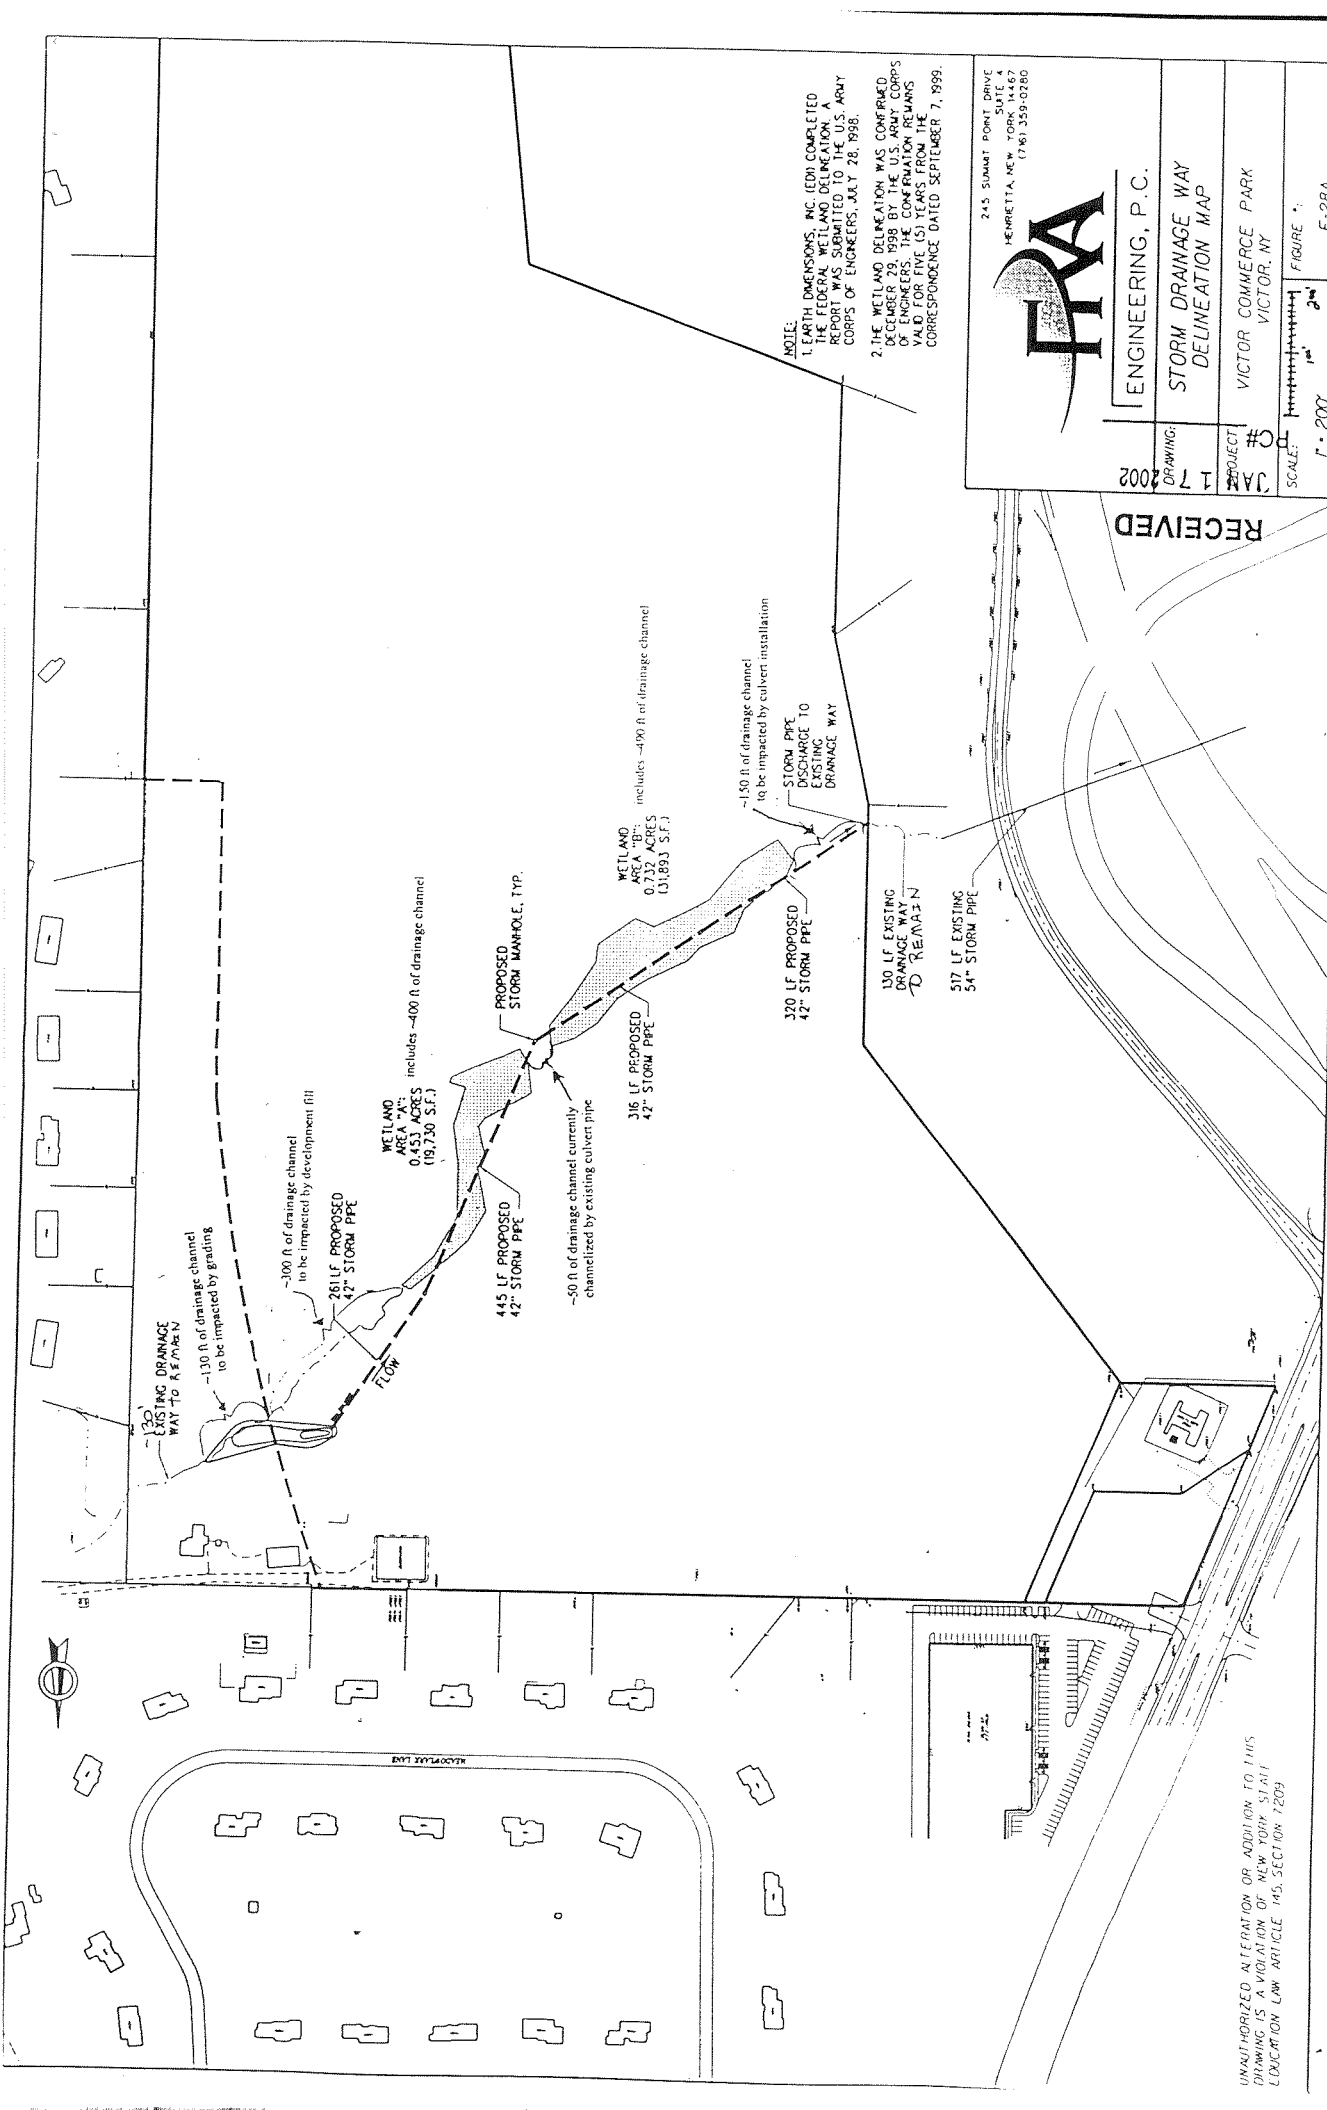 ~130'
EXISTING DRAINAGE
WAY TO REMAIN
~130 ft of drainage channel
to be impacted by grading
~300 ft of drainage channel
to be impacted by development fill
261 LF PROPOSED
42" STORM PIPE
FLOW
WETLAND
AREA "A":
0.453 ACRES
(19,730 S.F.)
includes ~400 ft of drainage channel
445 LF PROPOSED
42" STORM PIPE
PROPOSED
STORM MANHOLE, TYP.
~50 ft of drainage channel currently
channelized by existing culvert pipe
WETLAND
AREA "B":
0.732 ACRES
(31,893 S.F.)
includes ~490 ft of drainage channel
316 LF PROPOSED
42" STORM PIPE
~150 ft of drainage channel
to be impacted by culvert installation
STORM PIPE
DISCHARGE TO
EXISTING
DRAINAGE WAY
320 LF PROPOSED
42" STORM PIPE
130 LF EXISTING
DRAINAGE WAY
TO REMAIN
517 LF EXISTING
54" STORM PIPE
NOTE:
1. EARTH DIMENSIONS, INC. (EDI) COMPLETED
THE FEDERAL WETLAND DELINEATION. A
REPORT WAS SUBMITTED TO THE U.S. ARMY
CORPS OF ENGINEERS, JULY 28, 1998.
2. THE WETLAND DELINEATION WAS CONFIRMED
DECEMBER 29, 1998 BY THE U.S. ARMY CORPS
OF ENGINEERS. THE CONFIRMATION REMAINS
VALID FOR FIVE (5) YEARS FROM THE
CORRESPONDENCE DATED SEPTEMBER 7, 1999.
245 SUMMIT POINT DRIVE
SUITE 4
HENRIETTA, NEW YORK 14467
(716) 359-0280
FRA
ENGINEERING, P.C.
DRAWING:
STORM DRAINAGE WAY
DELINEATION MAP
PROJECT
VICTOR COMMERCE PARK
VICTOR, NY
SCALE:
1" = 200'
100'
200'
FIGURE #:
F-28A
RECEIVED
JAN 17 2002
PC#
MEADOWLARK LANE
UNAUTHORIZED ALTERATION OR ADDITION TO THIS
DRAWING IS A VIOLATION OF NEW YORK STATE
EDUCATION LAW ARTICLE 145, SECTION 7209